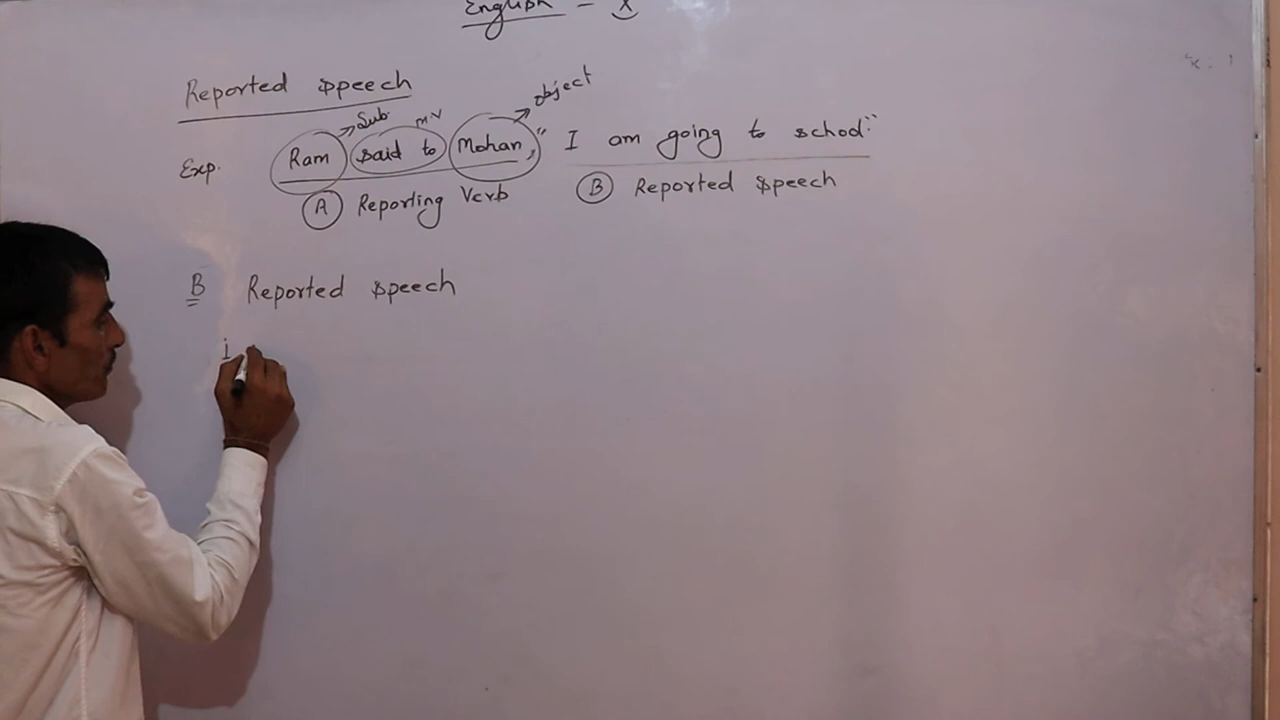 English - X
Reported speech
Sub. m.v object
Exp. Ram said to Mohan, "I am going to school."
A Reporting Verb B Reported speech
B Reported speech
i